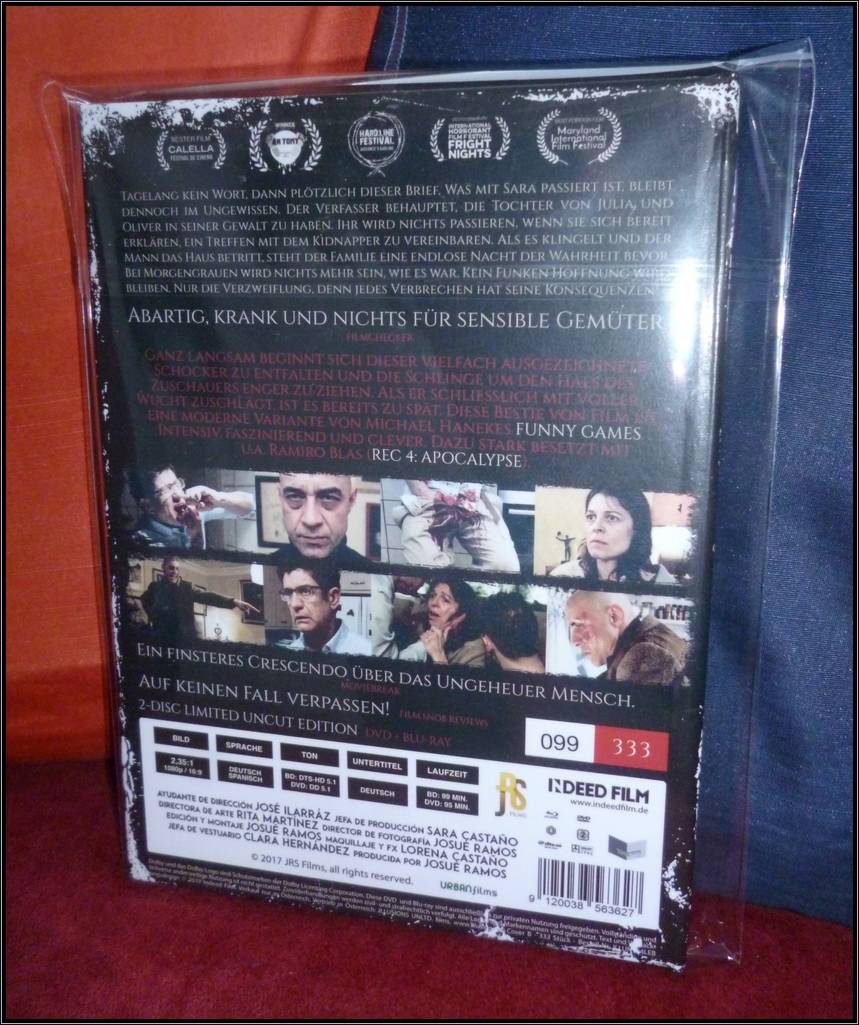 BESTER FILM
CALELLA
FESTIVAL DE CINEMA
WINNER
HARDLINE
FESTIVAL
INTERNATIONAL
HORRORANT
FILM FESTIVAL
FRIGHT
NIGHTS
Maryland
International
Film Festival
Tagelang kein Wort, dann plötzlich dieser Brief. Was mit Sara passiert ist, bleibt
dennoch im Ungewissen. Der Verfasser behauptet, die Tochter von Julia und
Oliver in seiner Gewalt zu haben. Ihr wird nichts passieren, wenn sie sich bereit
erklären, ein Treffen mit dem Kidnapper zu vereinbaren. Als es klingelt und der
Mann das Haus betritt, steht der Familie eine endlose Nacht der Wahrheit bevor.
Bei Morgengrauen wird nichts mehr sein, wie es war. Kein Funken Hoffnung wird
bleiben. Nur die Verzweiflung, denn jedes Verbrechen hat seine Konsequenzen
Abartig, krank und nichts für sensible Gemüter
FILMCHECKER
Ganz langsam beginnt sich dieser vielfach ausgezeichnete
Schocker zu entfalten und die Schlinge um den Hals des
Zuschauers enger zu ziehen. Als er schliesslich mit voller
Wucht zuschlägt, ist es bereits zu spät. Diese Bestie von Film ist
eine moderne Variante von Michael Hanekes FUNNY GAMES
Intensiv, faszinierend und clever. Dazu stark besetzt mit
u.a. Ramiro Blas (REC 4: APOCALYPSE).
Ein finsteres Crescendo über das Ungeheuer Mensch.
MOVIEBREAK
Auf keinen Fall verpassen!
FILM SNOB REVIEWS
2-DISC LIMITED UNCUT EDITION DVD + BLU-RAY
099 333
BILD SPRACHE TON UNTERTITEL LAUFZEIT
2,35:1
1080p / 16:9
DEUTSCH
SPANISCH
BD: DTS-HD 5.1
DVD: DD 5.1
DEUTSCH
BD: 99 MIN.
DVD: 95 MIN.
JRS
FILMS
INDEED FILM
www.indeedfilm.de
AYUDANTE DE DIRECCIÓN JOSÉ ILARRÁZ JEFA DE PRODUCCIÓN SARA CASTAÑO
DIRECTORA DE ARTE RITA MARTÍNEZ DIRECTOR DE FOTOGRAFÍA JOSUÉ RAMOS
EDICIÓN Y MONTAJE JOSUÉ RAMOS MAQUILLAJE Y FX LORENA CASTAÑO
JEFA DE VESTUARIO CLARA HERNÁNDEZ PRODUCIDA POR JOSUÉ RAMOS
© 2017 JRS Films, all rights reserved.
URBANfilms
9 120038 563627